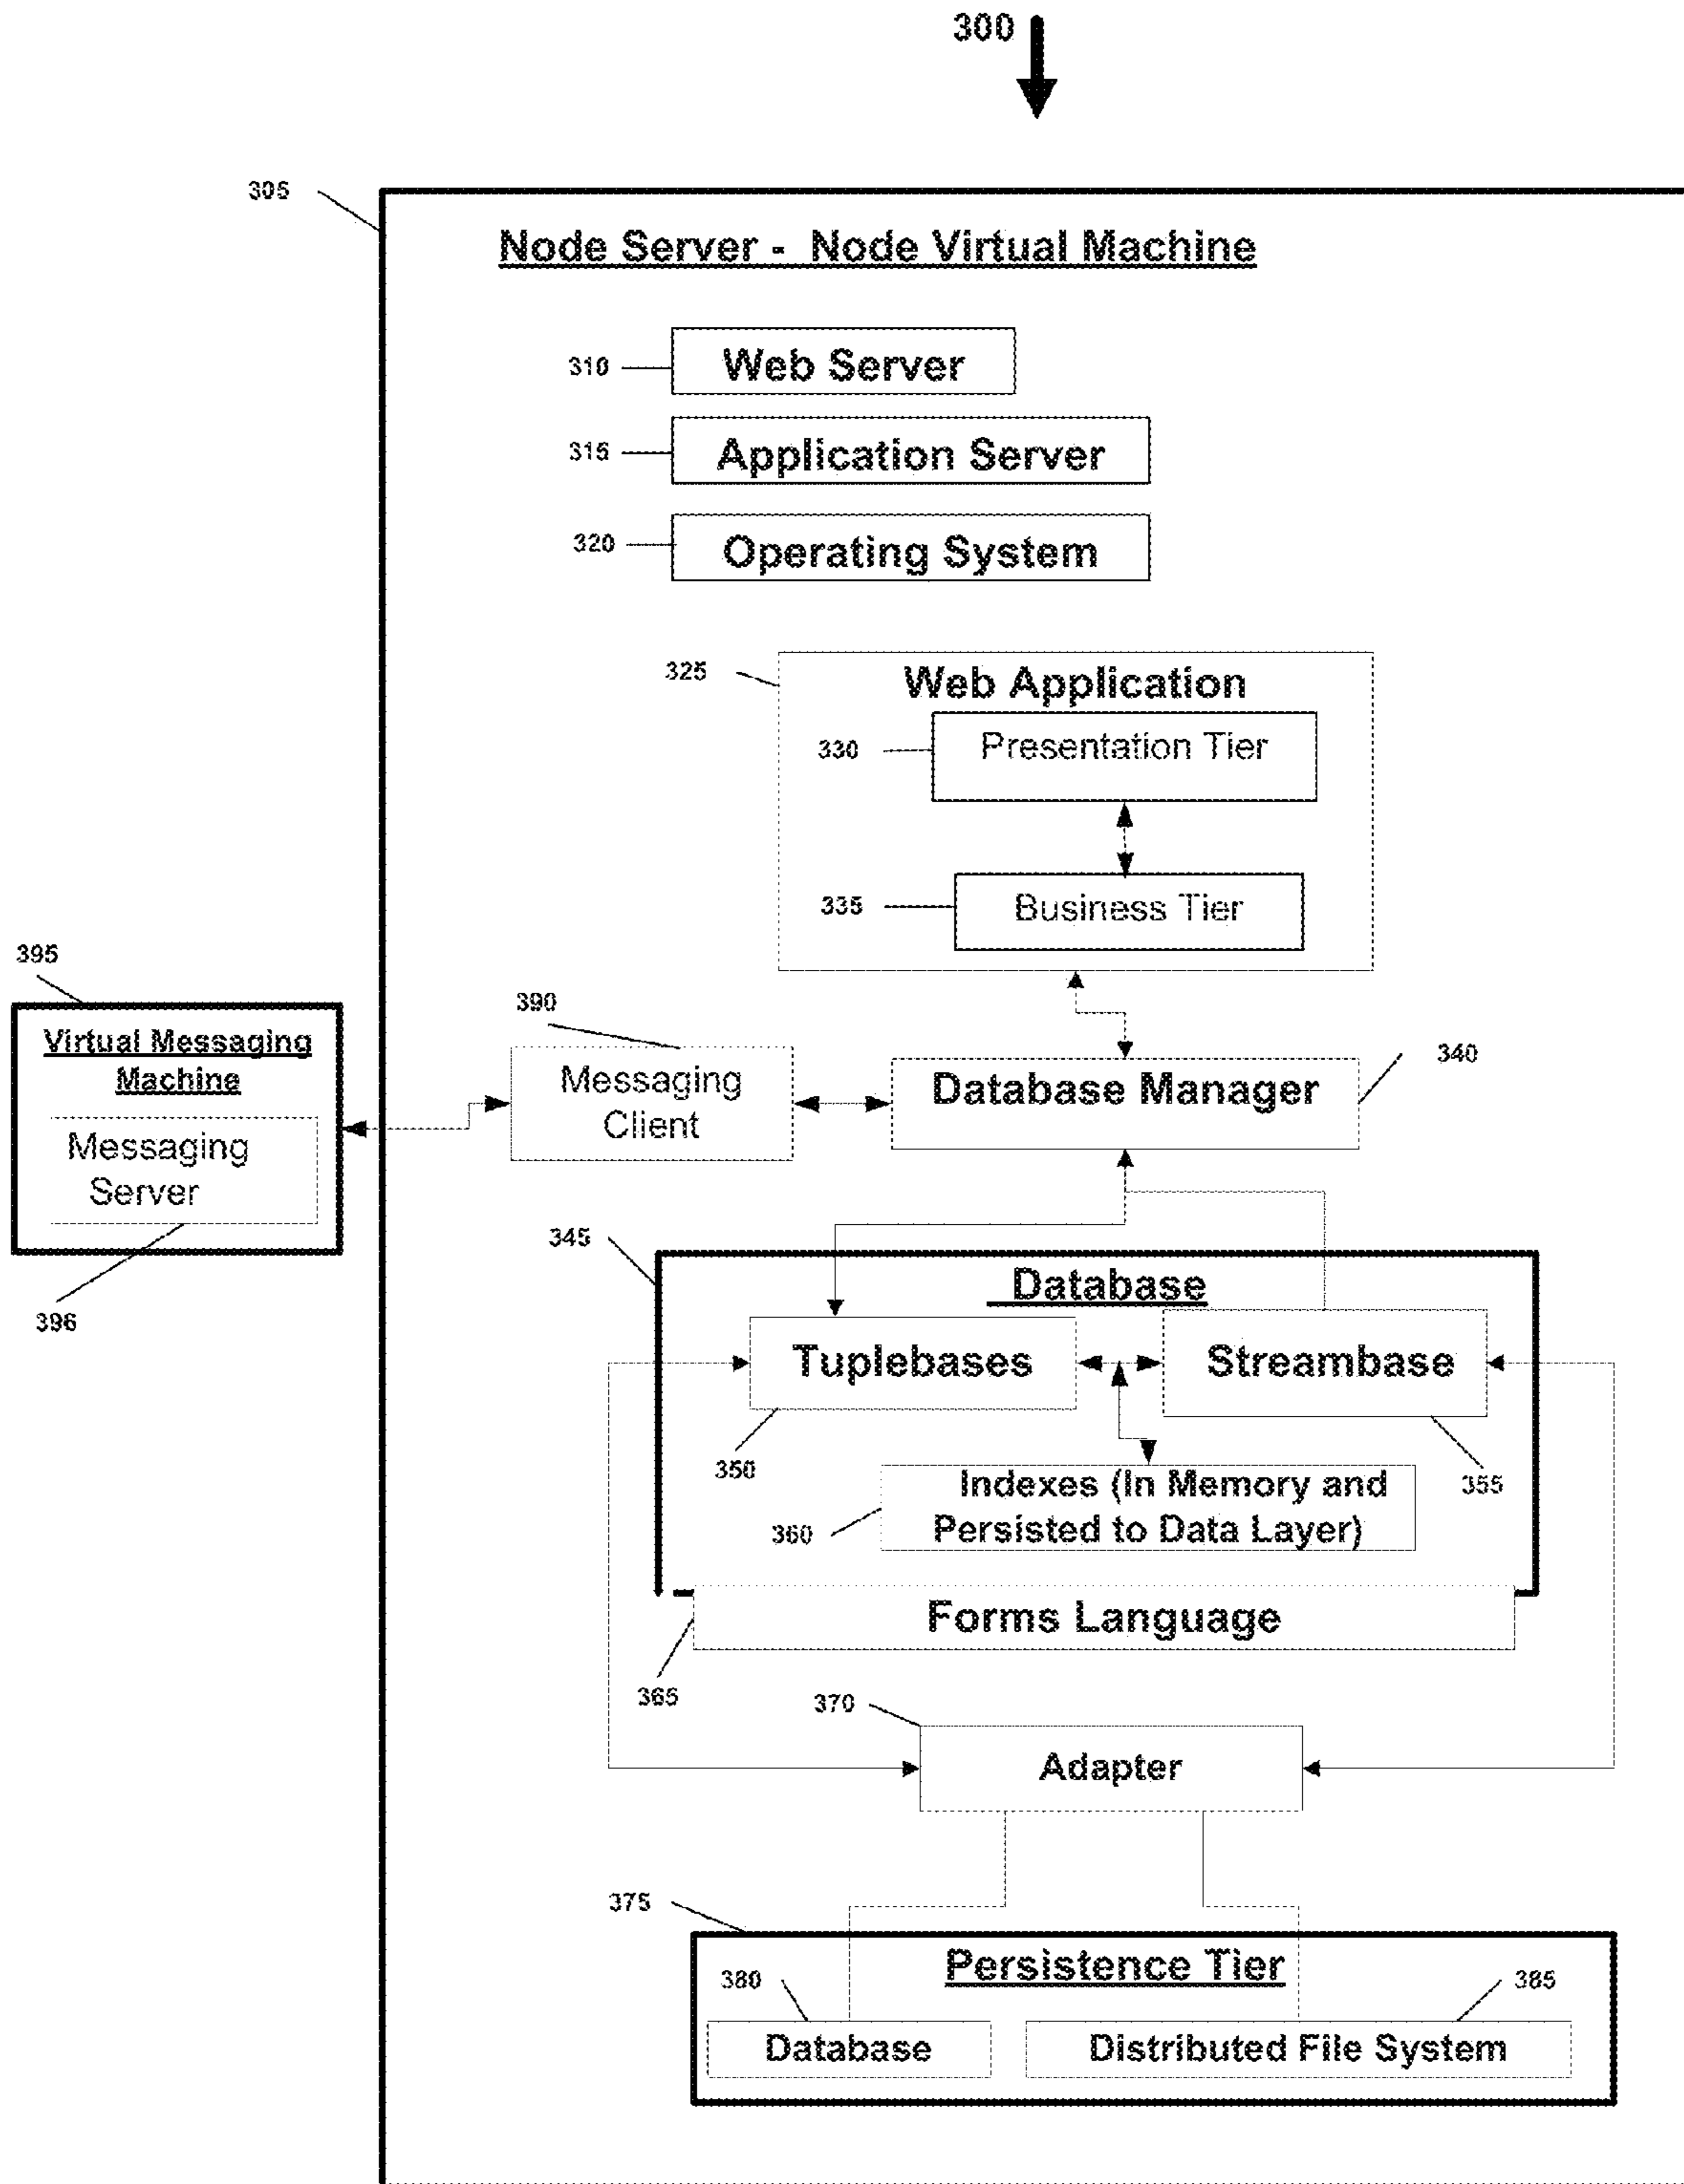 300
305
Node Server - Node Virtual Machine
310
Web Server
315
Application Server
320
Operating System
325
Web Application
330
Presentation Tier
335
Business Tier
395
Virtual Messaging
Machine
Messaging
Server
396
390
Messaging
Client
340
Database Manager
345
Database
Tuplebases
Streambase
350
355
360
Indexes (In Memory and
Persisted to Data Layer)
Forms Language
365
370
Adapter
375
Persistence Tier
380
385
Database
Distributed File System